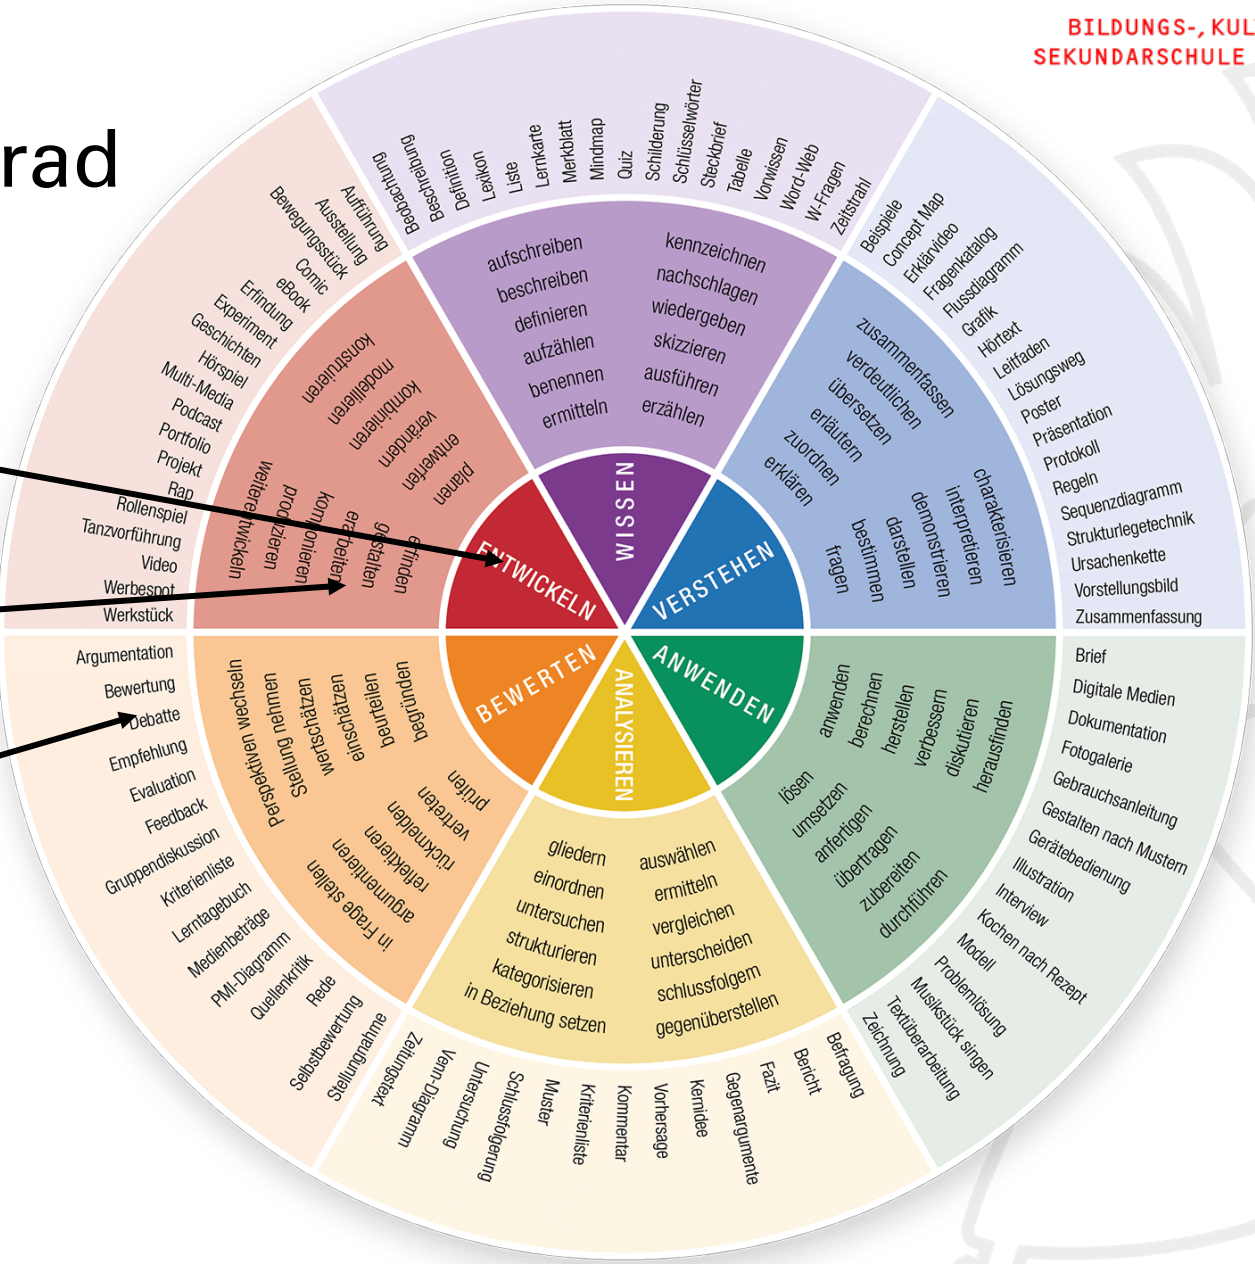 BILDUNGS-, KUL
SEKUNDARSCHULE
rad
WISSEN
aufschreiben
beschreiben
definieren
aufzählen
benennen
ermitteln
kennzeichnen
nachschlagen
wiedergeben
skizzieren
ausführen
erzählen
Beobachtung
Beschreibung
Definition
Lexikon
Liste
Lernkarte
Merkblatt
Mindmap
Quiz
Schilderung
Schlüsselwörter
Steckbrief
Tabelle
Vorwissen
Word-Web
W-Fragen
Zeitstrahl
VERSTEHEN
zusammenfassen
verdeutlichen
übersetzen
erläutern
zuordnen
erklären
charakterisieren
interpretieren
demonstrieren
darstellen
bestimmen
fragen
Beispiele
Concept Map
Erklärvideo
Fragenkatalog
Flussdiagramm
Grafik
Hörtext
Leitfaden
Lösungsweg
Poster
Präsentation
Protokoll
Regeln
Sequenzdiagramm
Strukturlegetechnik
Ursachenkette
Vorstellungsbild
Zusammenfassung
ANWENDEN
anwenden
berechnen
herstellen
verbessern
diskutieren
herausfinden
lösen
umsetzen
anfertigen
übertragen
zubereiten
durchführen
Brief
Digitale Medien
Dokumentation
Fotogalerie
Gebrauchsanleitung
Gestalten nach Mustern
Gerätebedienung
Illustration
Interview
Kochen nach Rezept
Modell
Problemlösung
Musikstück singen
Textüberarbeitung
Zeichnung
ANALYSIEREN
gliedern
einordnen
untersuchen
strukturieren
kategorisieren
in Beziehung setzen
auswählen
ermitteln
vergleichen
unterscheiden
schlussfolgern
gegenüberstellen
Befragung
Bericht
Fazit
Gegenargumente
Kernidee
Vorhersage
Kommentar
Kriterienliste
Muster
Schlussfolgerung
Untersuchung
Venn-Diagramm
Zeitungstext
BEWERTEN
begründen
beurteilen
einschätzen
wertschätzen
Stellung nehmen
Perspektiven wechseln
prüfen
vertreten
rückmelden
reflektieren
argumentieren
in Frage stellen
Argumentation
Bewertung
Debatte
Empfehlung
Evaluation
Feedback
Gruppendiskussion
Kriterienliste
Lerntagebuch
Medienbeträge
PMI-Diagramm
Quellenkritik
Rede
Selbstbewertung
Stellungnahme
ENTWICKELN
konstruieren
modellieren
kombinieren
verändern
entwerfen
planen
weiterentwickeln
produzieren
komponieren
erarbeiten
gestalten
erfinden
Aufführung
Ausstellung
Bewegungsstück
Comic
eBook
Erfindung
Experiment
Geschichten
Hörspiel
Multi-Media
Podcast
Portfolio
Projekt
Rap
Rollenspiel
Tanzvorführung
Video
Werbespot
Werkstück